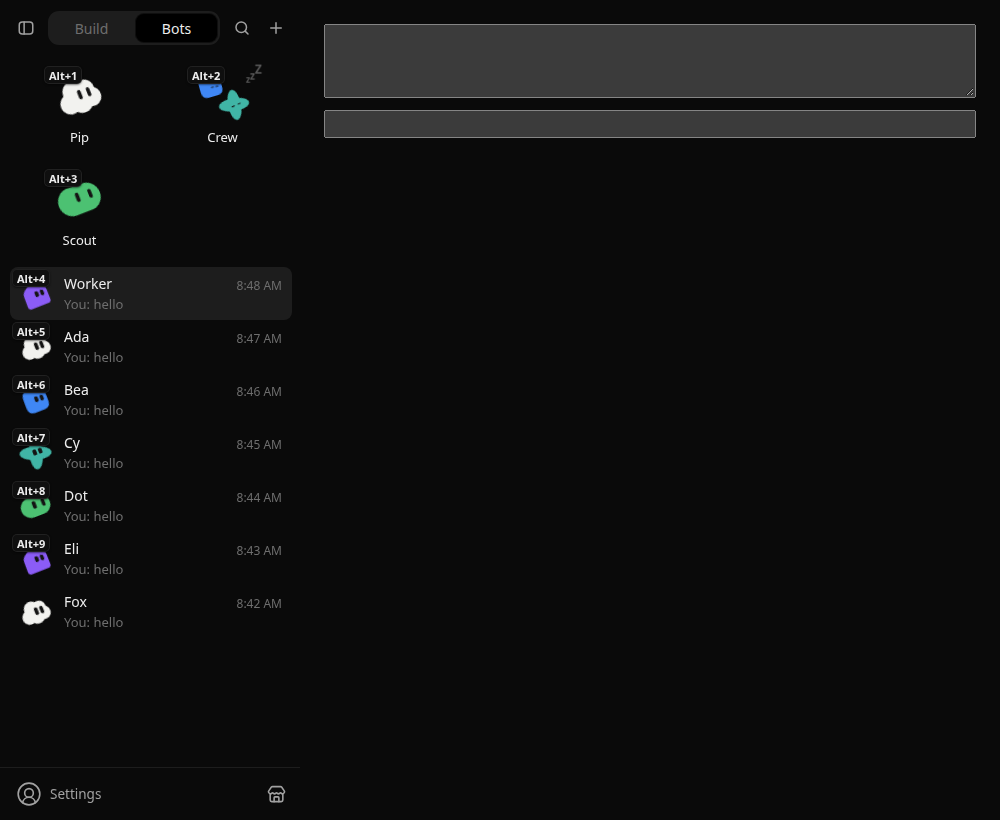 Build
Bots
Alt+1
Alt+2
zzZ
Pip
Crew
Alt+3
Scout
Alt+4
Worker
8:48 AM
You: hello
Alt+5
Ada
8:47 AM
You: hello
Alt+6
Bea
8:46 AM
You: hello
Alt+7
Cy
8:45 AM
You: hello
Alt+8
Dot
8:44 AM
You: hello
Alt+9
Eli
8:43 AM
You: hello
Fox
8:42 AM
You: hello
Settings